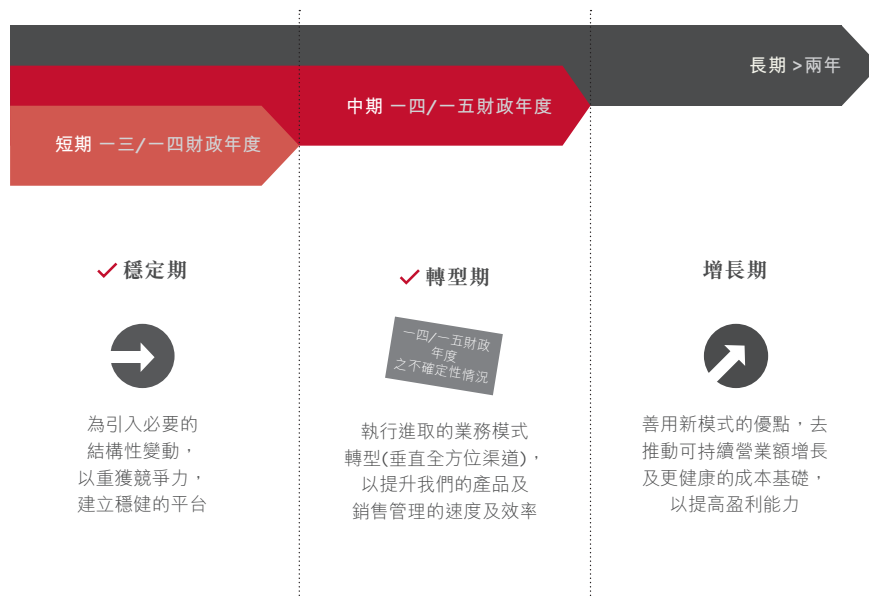 長期 >兩年
中期 一四/一五財政年度
短期 一三/一四財政年度
穩定期
為引入必要的
結構性變動，
以重獲競爭力，
建立穩健的平台
轉型期
一四/一五財政
年度
之不確定性情況
執行進取的業務模式
轉型(垂直全方位渠道)，
以提升我們的產品及
銷售管理的速度及效率
增長期
善用新模式的優點，去
推動可持續營業額增長
及更健康的成本基礎，
以提高盈利能力